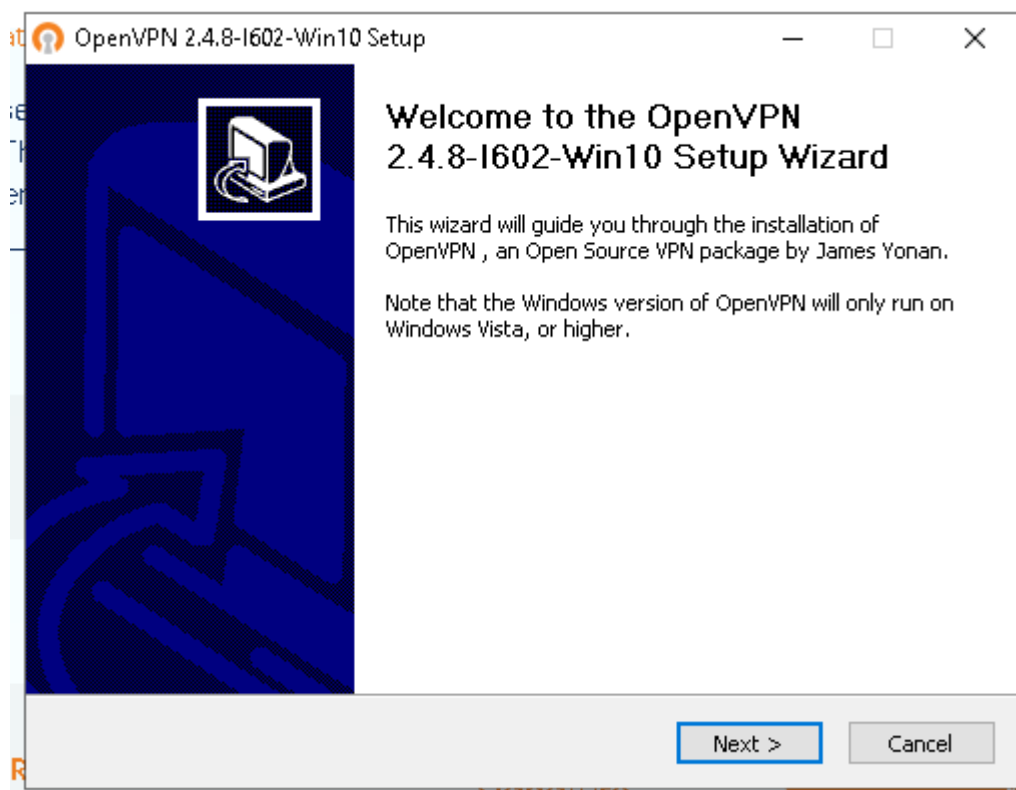 OpenVPN 2.4.8-I602-Win10 Setup
Welcome to the OpenVPN
2.4.8-I602-Win10 Setup Wizard
This wizard will guide you through the installation of
OpenVPN , an Open Source VPN package by James Yonan.
Note that the Windows version of OpenVPN will only run on
Windows Vista, or higher.
Next >
Cancel